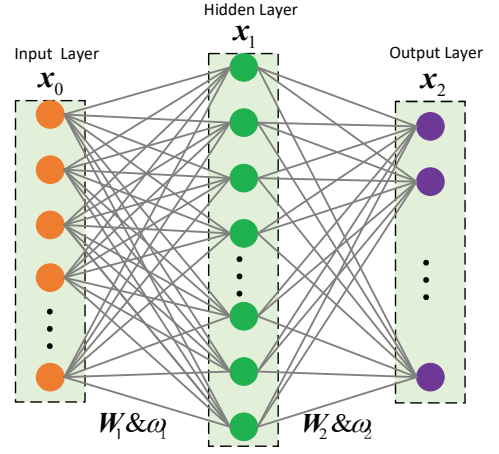 Hidden Layer
x₁
Input Layer
x₀
Output Layer
x₂
W₁&ω₁
W₂&ω₂